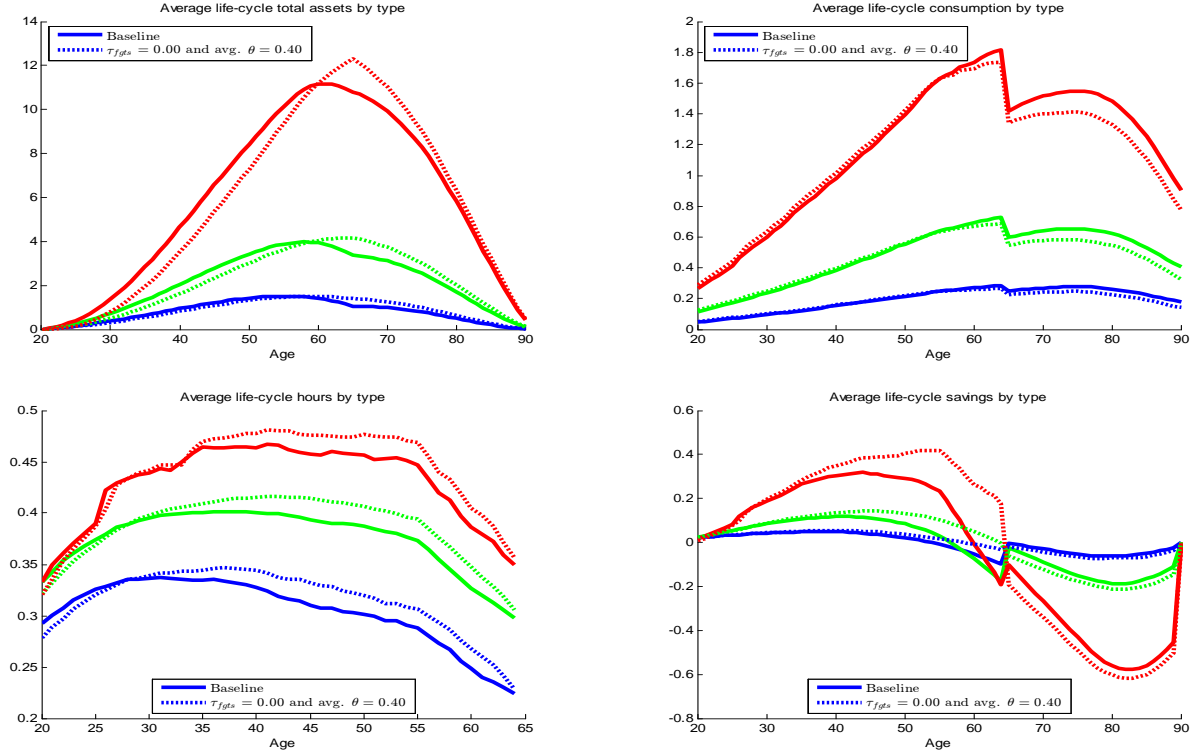 Average life-cycle total assets by type
14
12
10
8
6
4
2
0
20 30 40 50 60 70 80 90
Age
Baseline
τ_fgts = 0.00 and avg. θ = 0.40
Average life-cycle consumption by type
2
1.8
1.6
1.4
1.2
1
0.8
0.6
0.4
0.2
0
20 30 40 50 60 70 80 90
Age
Baseline
τ_fgts = 0.00 and avg. θ = 0.40
Average life-cycle hours by type
0.5
0.45
0.4
0.35
0.3
0.25
0.2
20 25 30 35 40 45 50 55 60 65
Age
Baseline
τ_fgts = 0.00 and avg. θ = 0.40
Average life-cycle savings by type
0.6
0.4
0.2
0
-0.2
-0.4
-0.6
-0.8
20 30 40 50 60 70 80 90
Age
Baseline
τ_fgts = 0.00 and avg. θ = 0.40